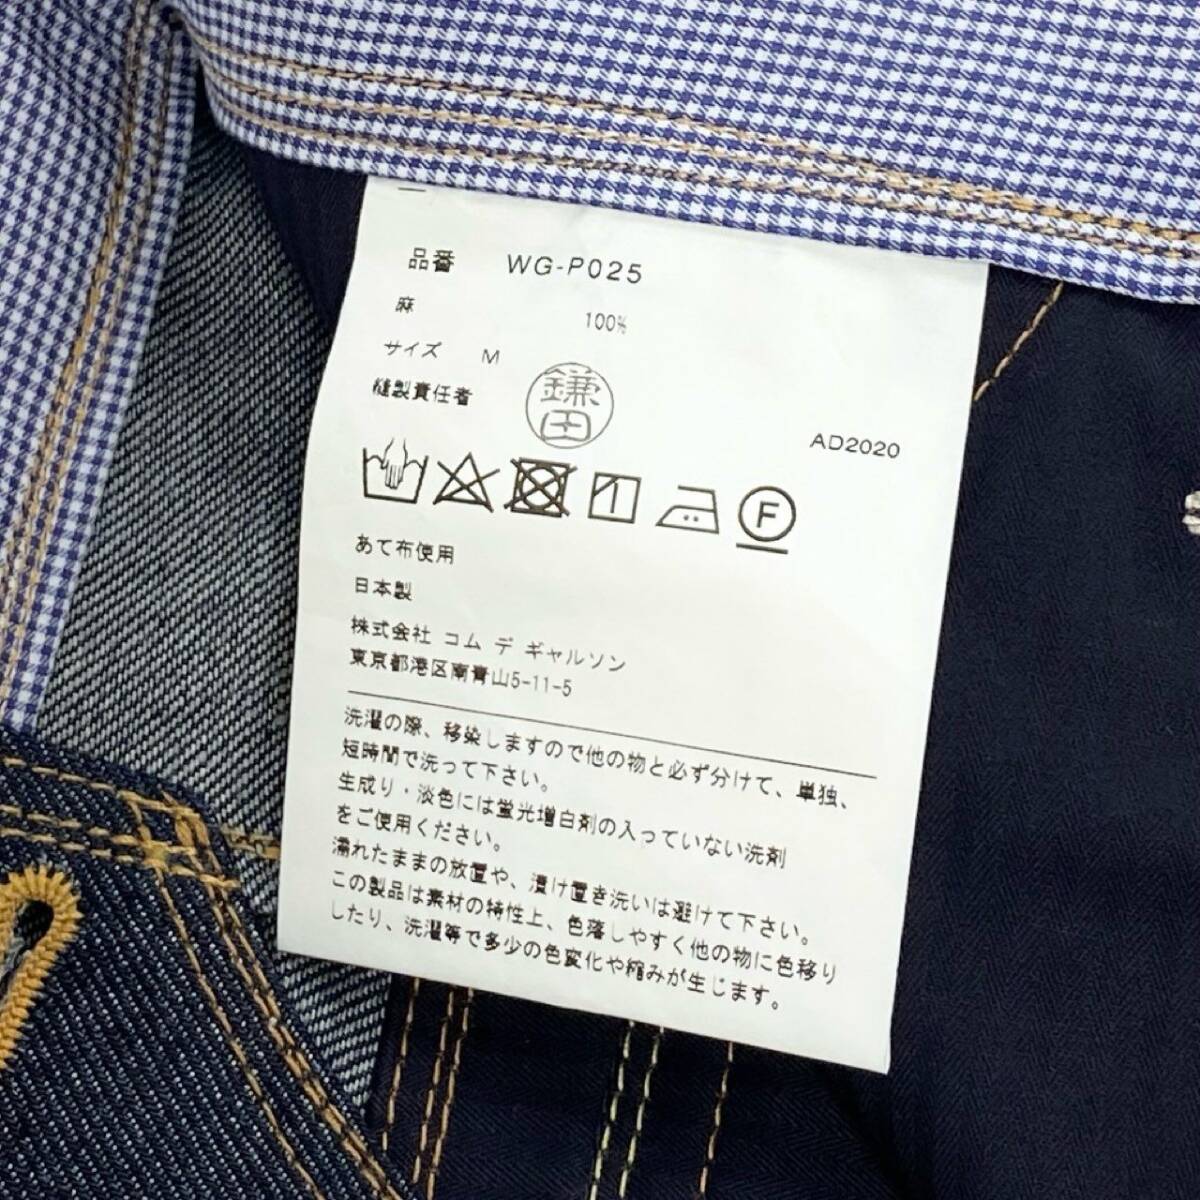 品番 WG-P025
麻 100%
サイズ M
縫製責任者 鎌田
AD2020
F
あて布使用
日本製
株式会社 コム デ ギャルソン
東京都港区南青山5-11-5
洗濯の際、移染しますので他の物と必ず分けて、単独、
短時間で洗って下さい。
生成り・淡色には蛍光増白剤の入っていない洗剤
をご使用ください。
濡れたままの放置や、漬け置き洗いは避けて下さい。
この製品は素材の特性上、色落しやすく他の物に色移り
したり、洗濯等で多少の色変化や縮みが生じます。